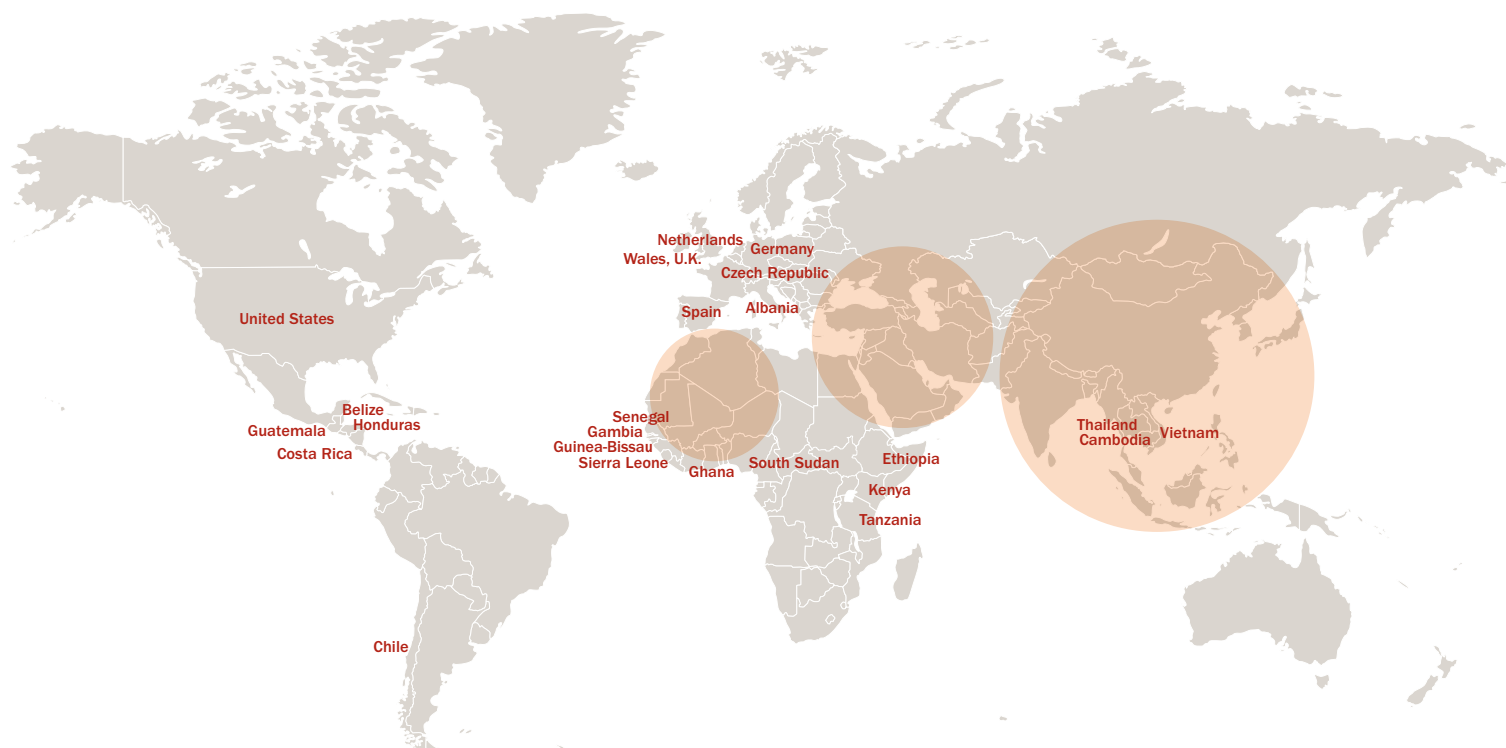 Netherlands
Germany
Wales, U.K.
Czech Republic
Spain
Albania
United States
Belize
Senegal
Honduras
Thailand
Guatemala
Gambia
Vietnam
Cambodia
Guinea-Bissau
Costa Rica
Sierra Leone
South Sudan
Ethiopia
Ghana
Kenya
Tanzania
Chile